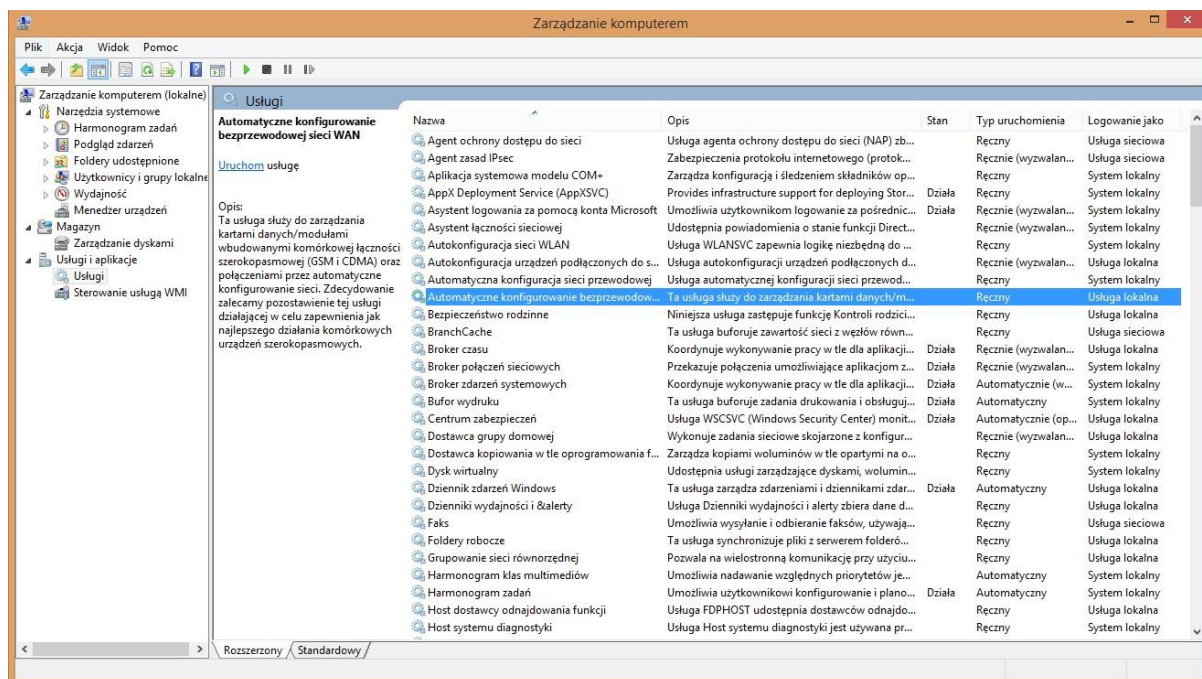 Zarządzanie komputerem
Plik Akcja Widok Pomoc
Zarządzanie komputerem (lokalne)
Narzędzia systemowe
Harmonogram zadań
Podgląd zdarzeń
Foldery udostępnione
Użytkownicy i grupy lokalne
Wydajność
Menedżer urządzeń
Magazyn
Zarządzanie dyskami
Usługi i aplikacje
Usługi
Sterowanie usługą WMI
Usługi
Automatyczne konfigurowanie
bezprzewodowej sieci WAN
Uruchom usługę
Opis:
Ta usługa służy do zarządzania
kartami danych/modułami
wbudowanymi komórkowej łączności
szerokopasmowej (GSM i CDMA) oraz
połączeniami przez automatyczne
konfigurowanie sieci. Zdecydowanie
zalecamy pozostawienie tej usługi
działającej w celu zapewnienia jak
najlepszego działania komórkowych
urządzeń szerokopasmowych.
Nazwa Opis Stan Typ uruchomienia Logowanie jako
Agent ochrony dostępu do sieci Usługa agenta ochrony dostępu do sieci (NAP) zb... Ręczny Usługa sieciowa
Agent zasad IPsec Zabezpieczenia protokołu internetowego (protok... Ręcznie (wyzwalan... Usługa sieciowa
Aplikacja systemowa modelu COM+ Zarządza konfiguracją i śledzeniem składników op... Ręczny System lokalny
AppX Deployment Service (AppXSVC) Provides infrastructure support for deploying Stor... Działa Ręczny System lokalny
Asystent logowania za pomocą konta Microsoft Umożliwia użytkownikom logowanie za pośrednic... Działa Ręcznie (wyzwalan... System lokalny
Asystent łączności sieciowej Udostępnia powiadomienia o stanie funkcji Direct... Ręcznie (wyzwalan... System lokalny
Autokonfiguracja sieci WLAN Usługa WLANSVC zapewnia logikę niezbędną do ... Ręczny System lokalny
Autokonfiguracja urządzeń podłączonych do s... Usługa autokonfiguracji urządzeń podłączonych d... Ręcznie (wyzwalan... Usługa lokalna
Automatyczna konfiguracja sieci przewodowej Usługa automatycznej konfiguracji sieci przewod... Ręczny System lokalny
Automatyczne konfigurowanie bezprzewodow... Ta usługa służy do zarządzania kartami danych/m... Ręczny Usługa lokalna
Bezpieczeństwo rodzinne Niniejsza usługa zastępuje funkcję Kontroli rodzici... Ręczny Usługa lokalna
BranchCache Ta usługa buforuje zawartość sieci z węzłów równ... Ręczny Usługa sieciowa
Broker czasu Koordynuje wykonywanie pracy w tle dla aplikacji... Działa Ręcznie (wyzwalan... Usługa lokalna
Broker połączeń sieciowych Przekazuje połączenia umożliwiające aplikacjom z... Działa Ręcznie (wyzwalan... System lokalny
Broker zdarzeń systemowych Koordynuje wykonywanie pracy w tle dla aplikacji... Działa Automatycznie (w... System lokalny
Bufor wydruku Ta usługa buforuje zadania drukowania i obsługuj... Działa Automatyczny System lokalny
Centrum zabezpieczeń Usługa WSCSVC (Windows Security Center) monit... Działa Automatycznie (op... Usługa lokalna
Dostawca grupy domowej Wykonuje zadania sieciowe skojarzone z konfigur... Ręcznie (wyzwalan... Usługa lokalna
Dostawca kopiowania w tle oprogramowania f... Zarządza kopiami woluminów w tle opartymi na o... Ręczny System lokalny
Dysk wirtualny Udostępnia usługi zarządzające dyskami, wolumin... Ręczny System lokalny
Dziennik zdarzeń Windows Ta usługa zarządza zdarzeniami i dziennikami zdar... Działa Automatyczny Usługa lokalna
Dzienniki wydajności i &alerty Usługa Dzienniki wydajności i alerty zbiera dane d... Ręczny Usługa lokalna
Faks Umożliwia wysyłanie i odbieranie faksów, używają... Ręczny Usługa sieciowa
Foldery robocze Ta usługa synchronizuje pliki z serwerem folderó... Ręczny Usługa lokalna
Grupowanie sieci równorzędnej Pozwala na wielostronną komunikację przy użyciu... Ręczny Usługa lokalna
Harmonogram klas multimediów Umożliwia nadawanie względnych priorytetów je... Automatyczny System lokalny
Harmonogram zadań Umożliwia użytkownikowi konfigurowanie i plano... Działa Automatyczny System lokalny
Host dostawcy odnajdowania funkcji Usługa FDPHOST udostępnia dostawców odnajdo... Ręczny Usługa lokalna
Host systemu diagnostyki Usługa Host systemu diagnostyki jest używana pr... Ręczny System lokalny
Rozszerzony Standardowy